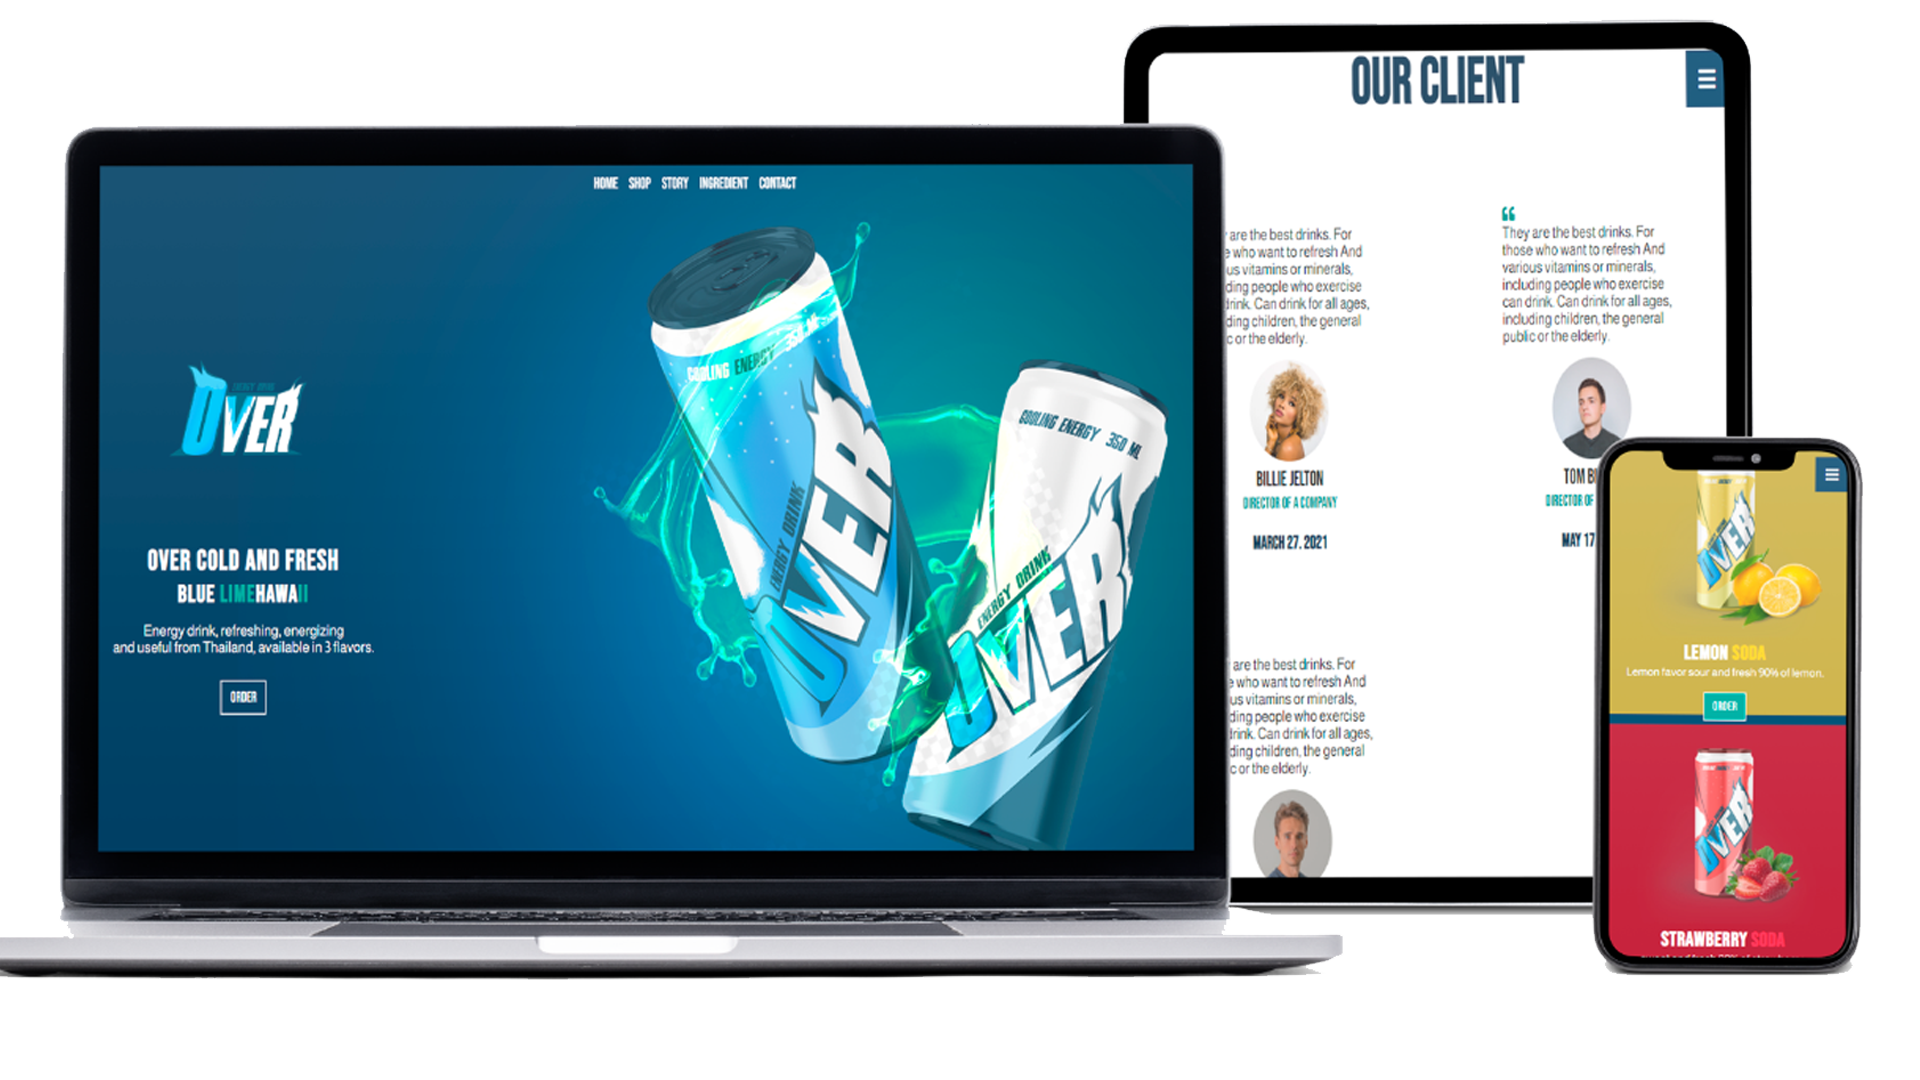 HOME SHOP STORY INGREDIENT CONTACT
ENERGY DRINK
OVER
OVER COLD AND FRESH
BLUE LIMEHAWAII
Energy drink, refreshing, energizing
and useful from Thailand, available in 3 flavors.
ORDER
COOLING ENERGY 350 ML
ENERGY DRINK
OVER
COOLING ENERGY 350 ML
ENERGY DRINK
OVER
OUR CLIENT
are the best drinks. For
who want to refresh And
us vitamins or minerals,
ding people who exercise
drink. Can drink for all ages,
ding children, the general
c or the elderly.
BILLIE JELTON
DIRECTOR OF A COMPANY
MARCH 27. 2021
“
They are the best drinks. For
those who want to refresh And
various vitamins or minerals,
including people who exercise
can drink. Can drink for all ages,
including children, the general
public or the elderly.
TOM B
DIRECTOR OF
MAY 17
are the best drinks. For
who want to refresh And
us vitamins or minerals,
ding people who exercise
drink. Can drink for all ages,
ding children, the general
c or the elderly.
OVER
LEMON SODA
Lemon favor sour and fresh 90% of lemon.
ORDER
OVER
STRAWBERRY SODA